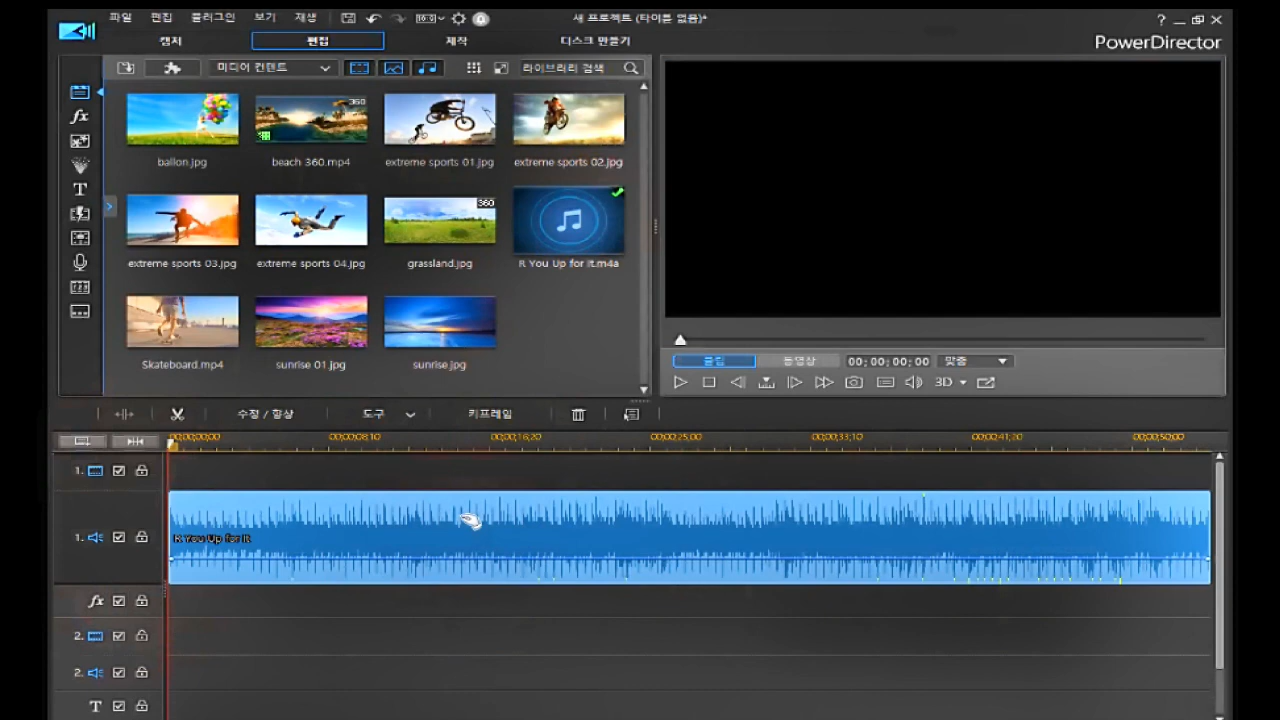 파일 편집 플러그인 보기 재생 새 프로젝트 (타이틀 없음)* ?
캡처 편집 제작 디스크 만들기 PowerDirector
미디어 컨텐트 라이브러리 검색
360
ballon.jpg beach 360.mp4 extreme sports 01.jpg extreme sports 02.jpg
360
extreme sports 03.jpg extreme sports 04.jpg grassland.jpg R You Up for It.m4a
Skateboard.mp4 sunrise 01.jpg sunrise.jpg
fx
T
클립 동영상 00;00;00;00 맞춤
3D
수정 / 향상 도구 키프레임
00;00;00;00 00;00;08;10 00;00;16;20 00;00;25;00 00;00;33;10 00;00;41;20 00;00;50;00
1.
1. R You Up for It
fx
2.
2.
T